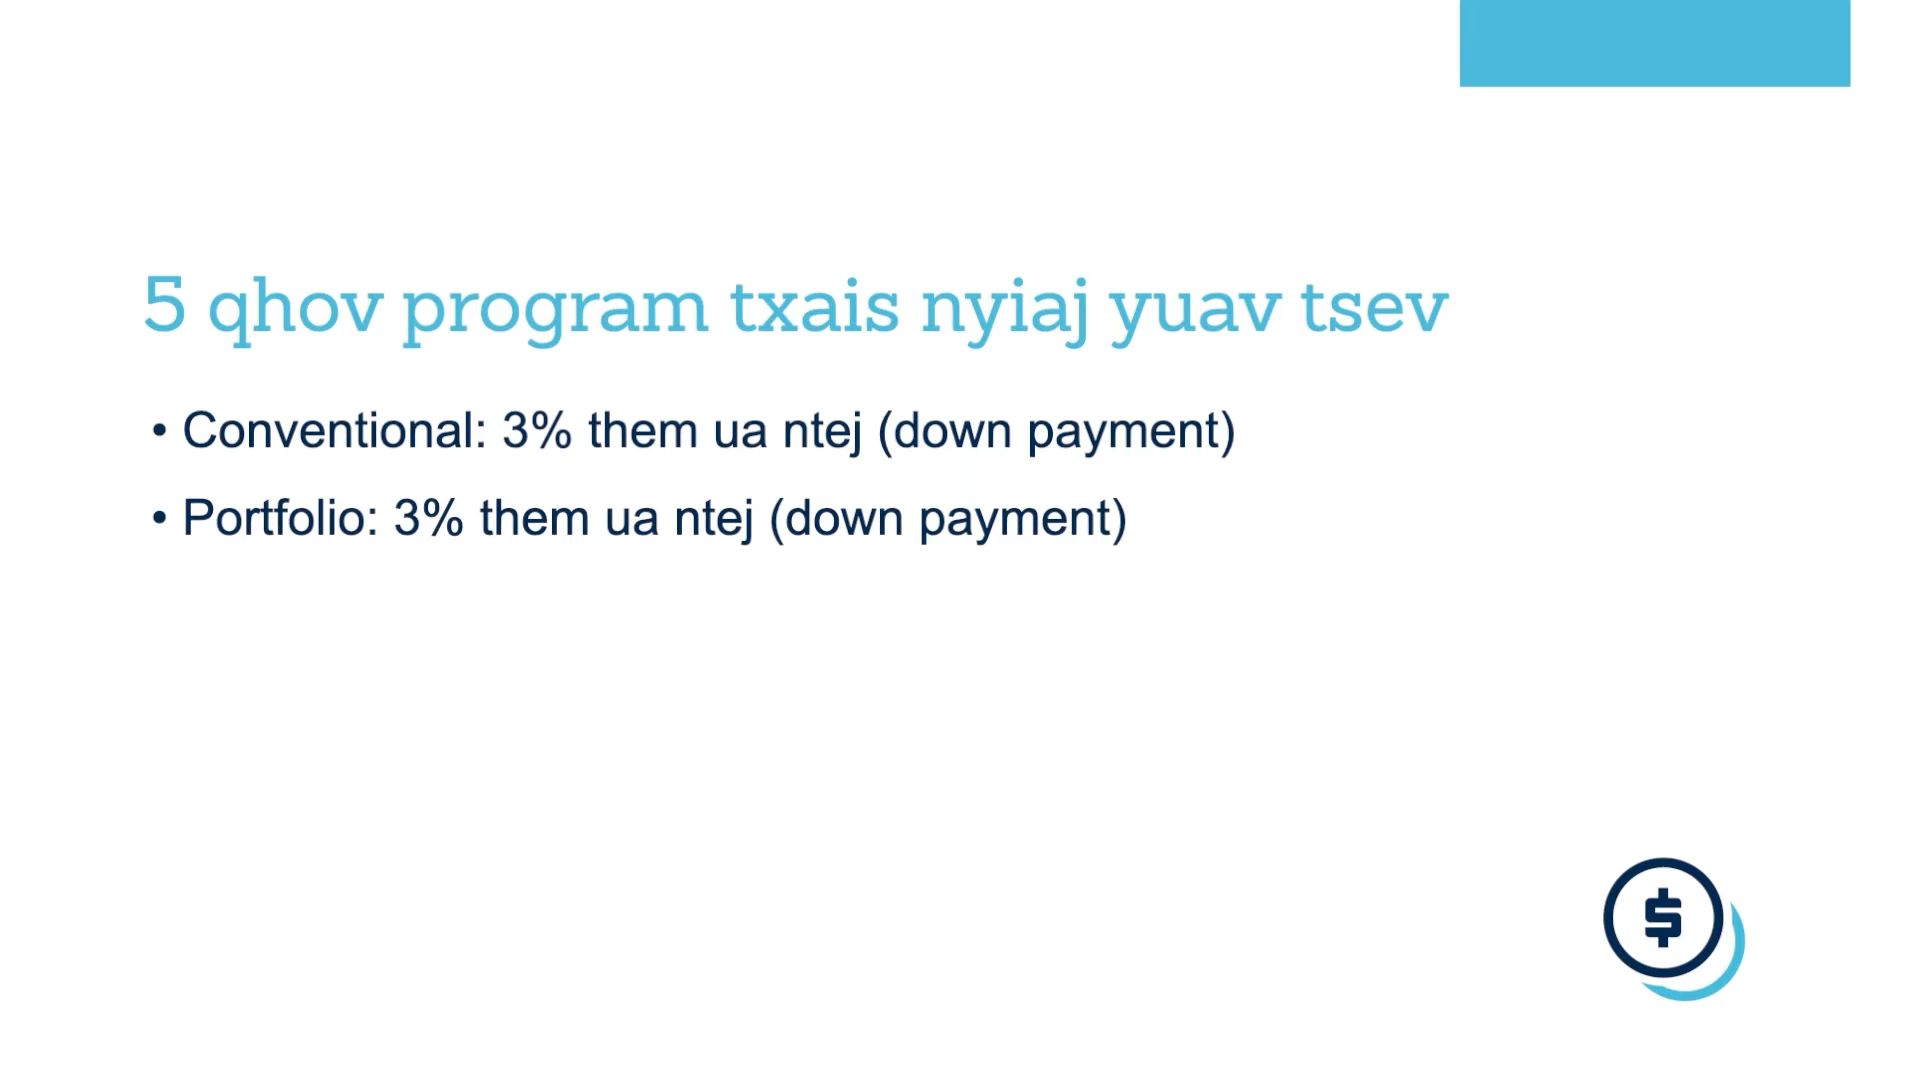 5 qhov program txais nyiaj yuav tsev
• Conventional: 3% them ua ntej (down payment)
• Portfolio: 3% them ua ntej (down payment)
$